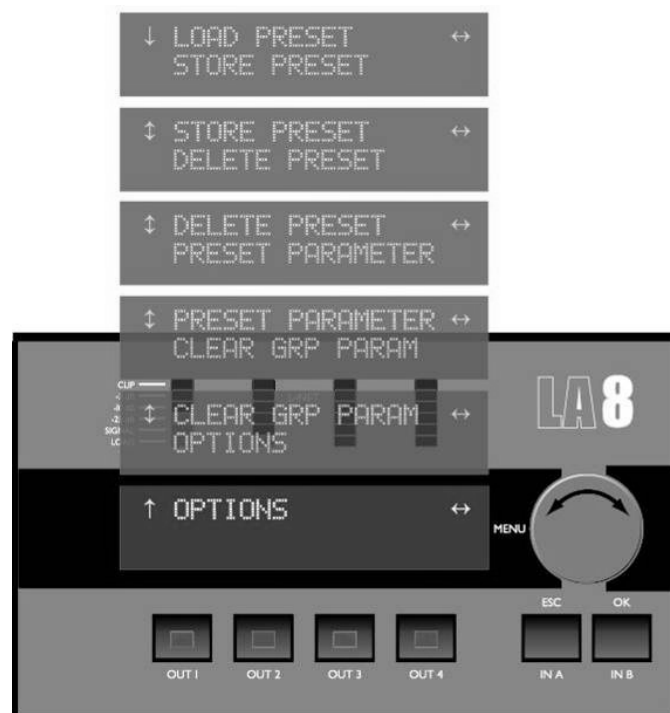 ↓ LOAD PRESET ↔
STORE PRESET
↕ STORE PRESET ↔
DELETE PRESET
↕ DELETE PRESET ↔
PRESET PARAMETER
↕ PRESET PARAMETER ↔
CLEAR GRP PARAM
CLIP
↕ CLEAR GRP PARAM ↔
OPTIONS
SIGNAL
LA8
↑ OPTIONS ↔
MENU
ESC OK
OUT 1 OUT 2 OUT 3 OUT 4 IN A IN B